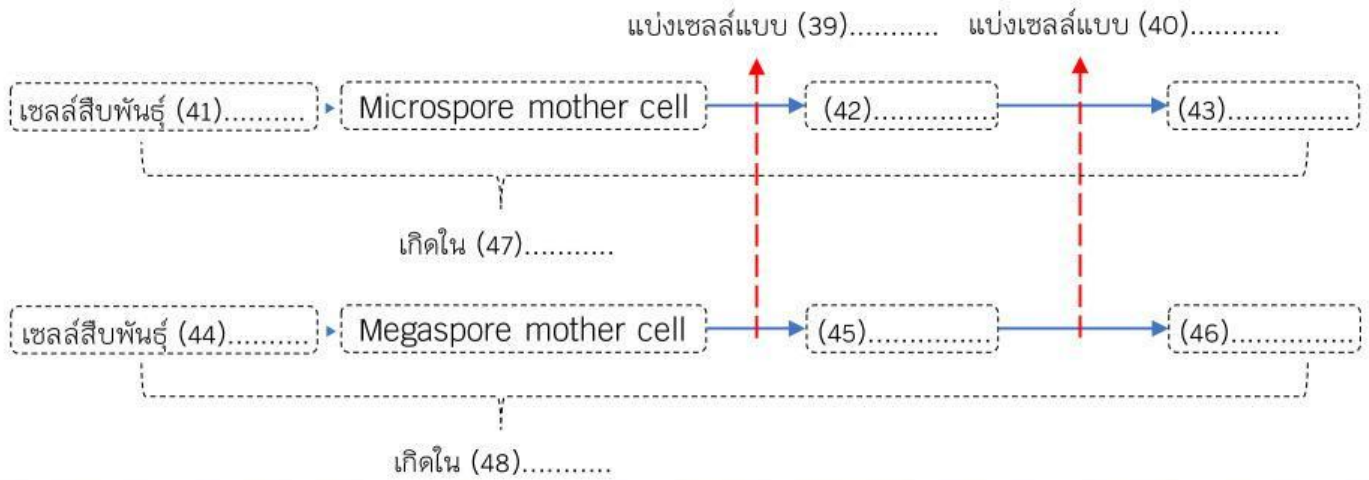 แบ่งเซลล์แบบ (39)........... แบ่งเซลล์แบบ (40)...........
เซลล์สืบพันธุ์ (41).......... Microspore mother cell (42)............... (43)...............
เกิดใน (47)...........
เซลล์สืบพันธุ์ (44).......... Megaspore mother cell (45)............... (46)...............
เกิดใน (48)...........